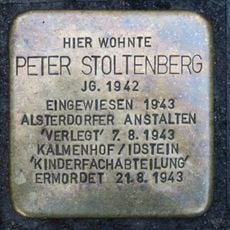 HIER WOHNTE
PETER STOLTENBERG
JG. 1942
EINGEWIESEN 1943
ALSTERDORFER ANSTALTEN
'VERLEGT' 7.8.1943
KALMENHOF/IDSTEIN
'KINDERFACHABTEILUNG'
ERMORDET 21.8.1943